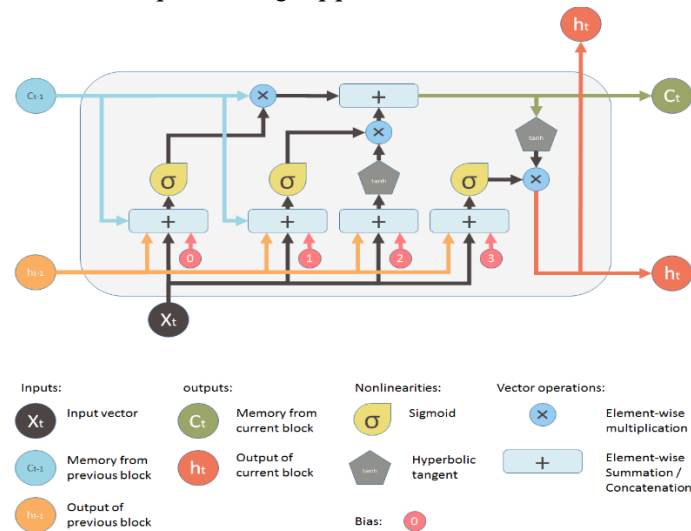 ht
Ct-1
×
+
Ct
tanh
×
σ
σ
tanh
σ
×
+
+
+
+
0
1
2
3
ht-1
ht
Xt
Inputs:
outputs:
Nonlinearities:
Vector operations:
Xt
Input vector
Ct
Memory from
current block
σ
Sigmoid
×
Element-wise
multiplication
Ct-1
Memory from
previous block
ht
Output of
current block
tanh
Hyperbolic
tangent
+
Element-wise
Summation /
Concatenation
ht-1
Output of
previous block
Bias:
0